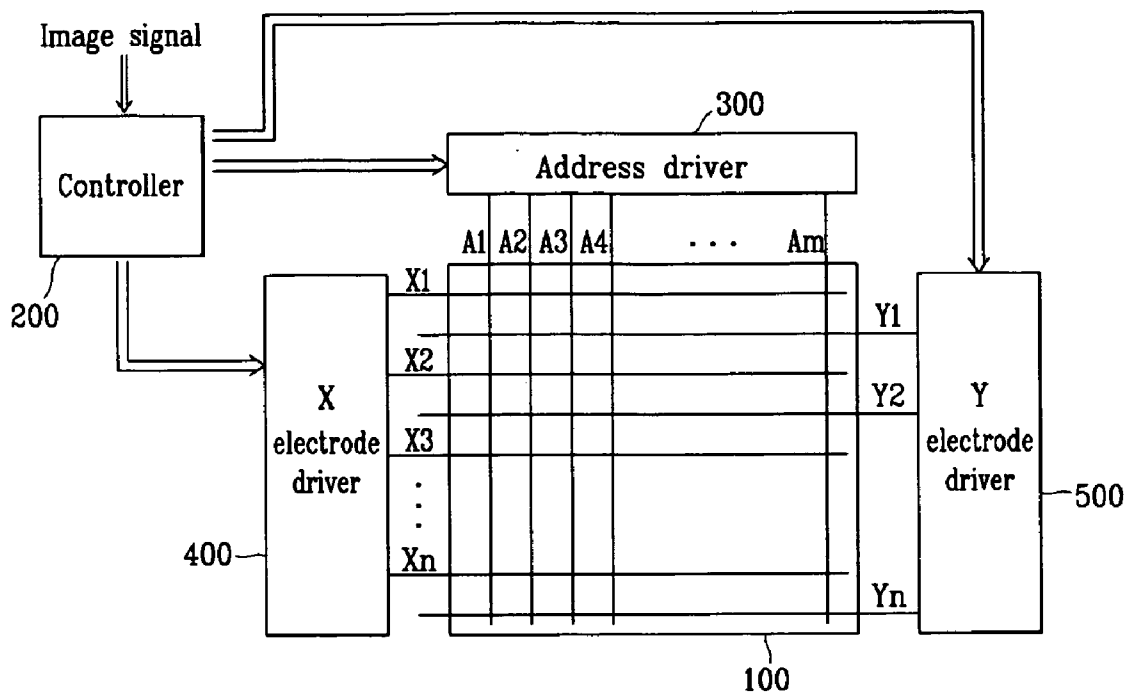 Image signal
300
Controller
Address driver
A1 A2 A3 A4 ... Am
200
X1
Y1
X2
X
electrode
driver
Y2
Y
electrode
driver
X3
500
400
Xn
Yn
100